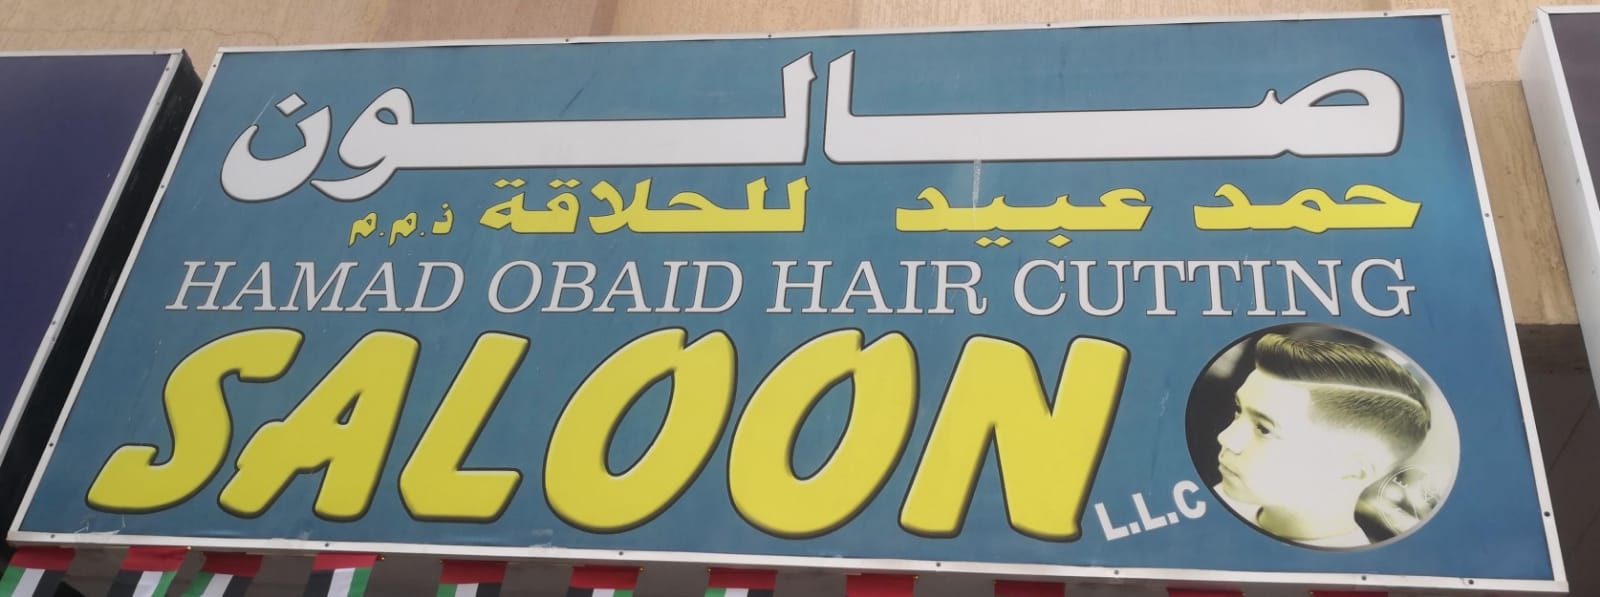 صالون
حمد عبيد للحلاقة ذ.م.م
HAMAD OBAID HAIR CUTTING
SALOON
L.L.C